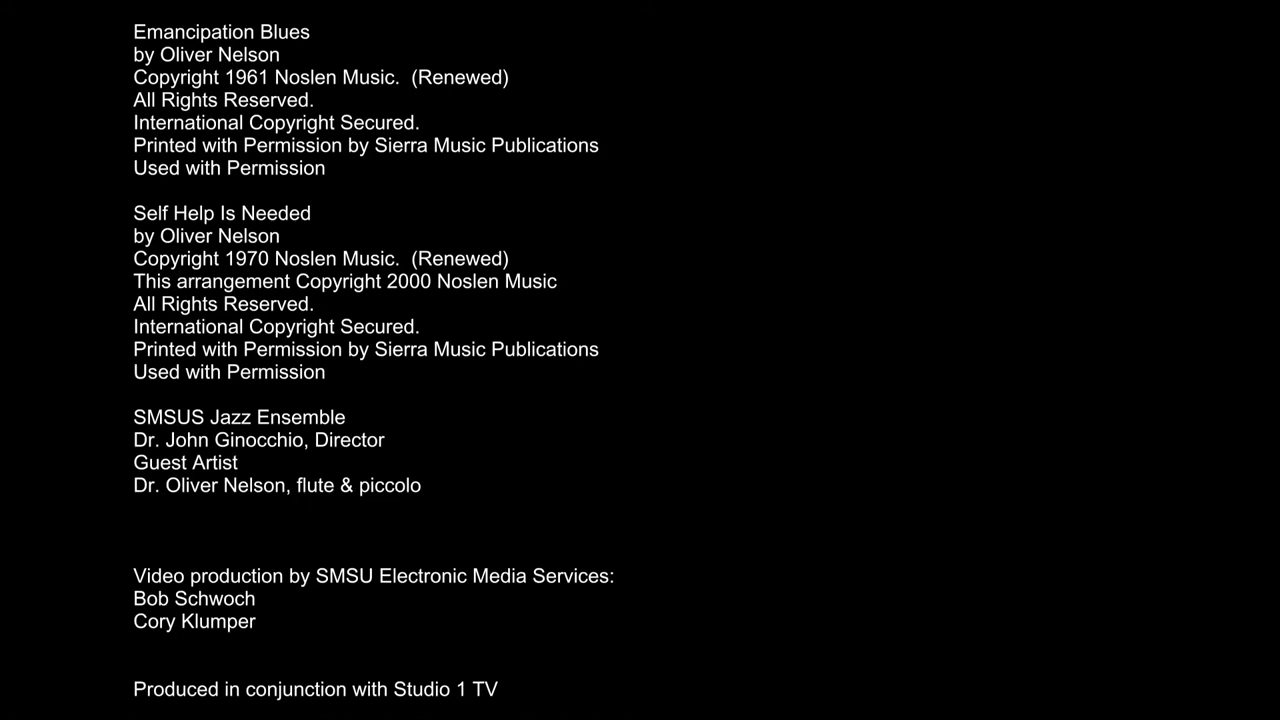 Emancipation Blues
by Oliver Nelson
Copyright 1961 Noslen Music.  (Renewed)
All Rights Reserved.
International Copyright Secured.
Printed with Permission by Sierra Music Publications
Used with Permission
Self Help Is Needed
by Oliver Nelson
Copyright 1970 Noslen Music.  (Renewed)
This arrangement Copyright 2000 Noslen Music
All Rights Reserved.
International Copyright Secured.
Printed with Permission by Sierra Music Publications
Used with Permission
SMSUS Jazz Ensemble
Dr. John Ginocchio, Director
Guest Artist
Dr. Oliver Nelson, flute & piccolo
Video production by SMSU Electronic Media Services:
Bob Schwoch
Cory Klumper
Produced in conjunction with Studio 1 TV